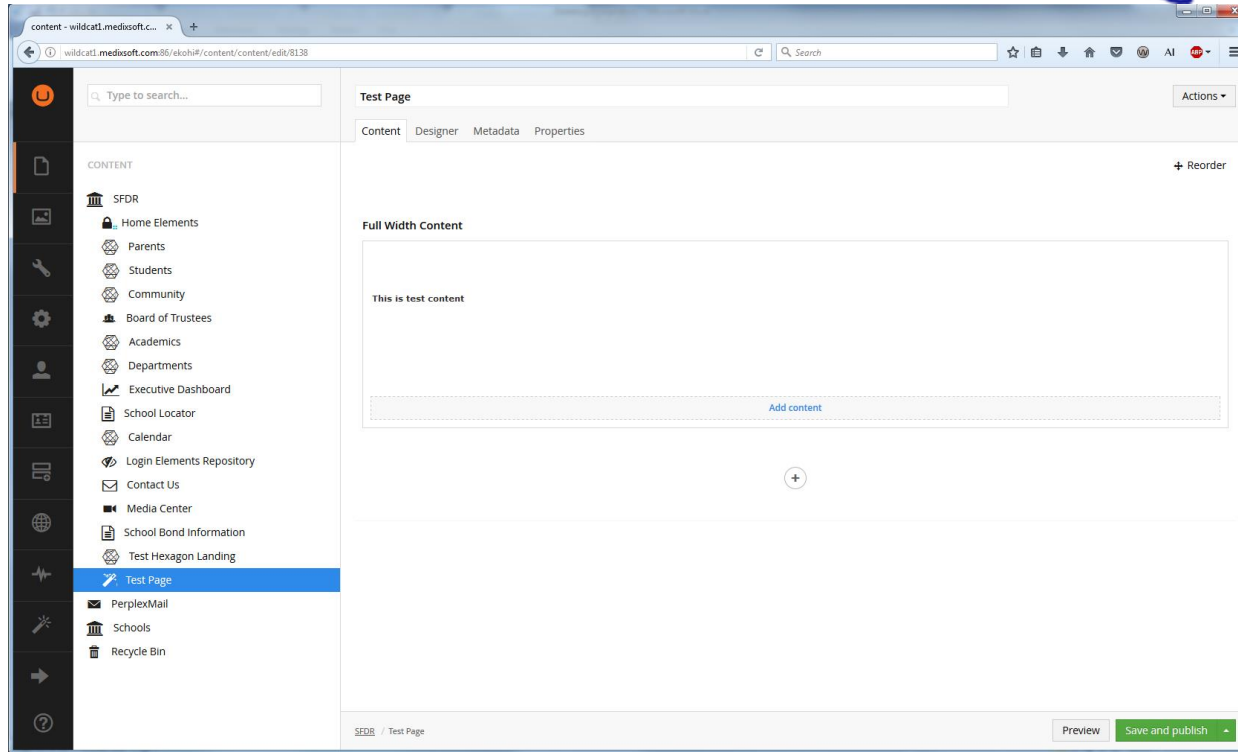 content - wildcat1.medixsoft.c... × +
wildcat1.medixsoft.com:86/ekohi#/content/content/edit/8138
Search
AI
ABP
Type to search...
Test Page
Actions
Content Designer Metadata Properties
CONTENT
Reorder
SFDR
Home Elements
Full Width Content
Parents
Students
Community
This is test content
Board of Trustees
Academics
Departments
Executive Dashboard
School Locator
Add content
Calendar
Login Elements Repository
Contact Us
Media Center
School Bond Information
Test Hexagon Landing
Test Page
PerplexMail
Schools
Recycle Bin
SFDR / Test Page
Preview
Save and publish